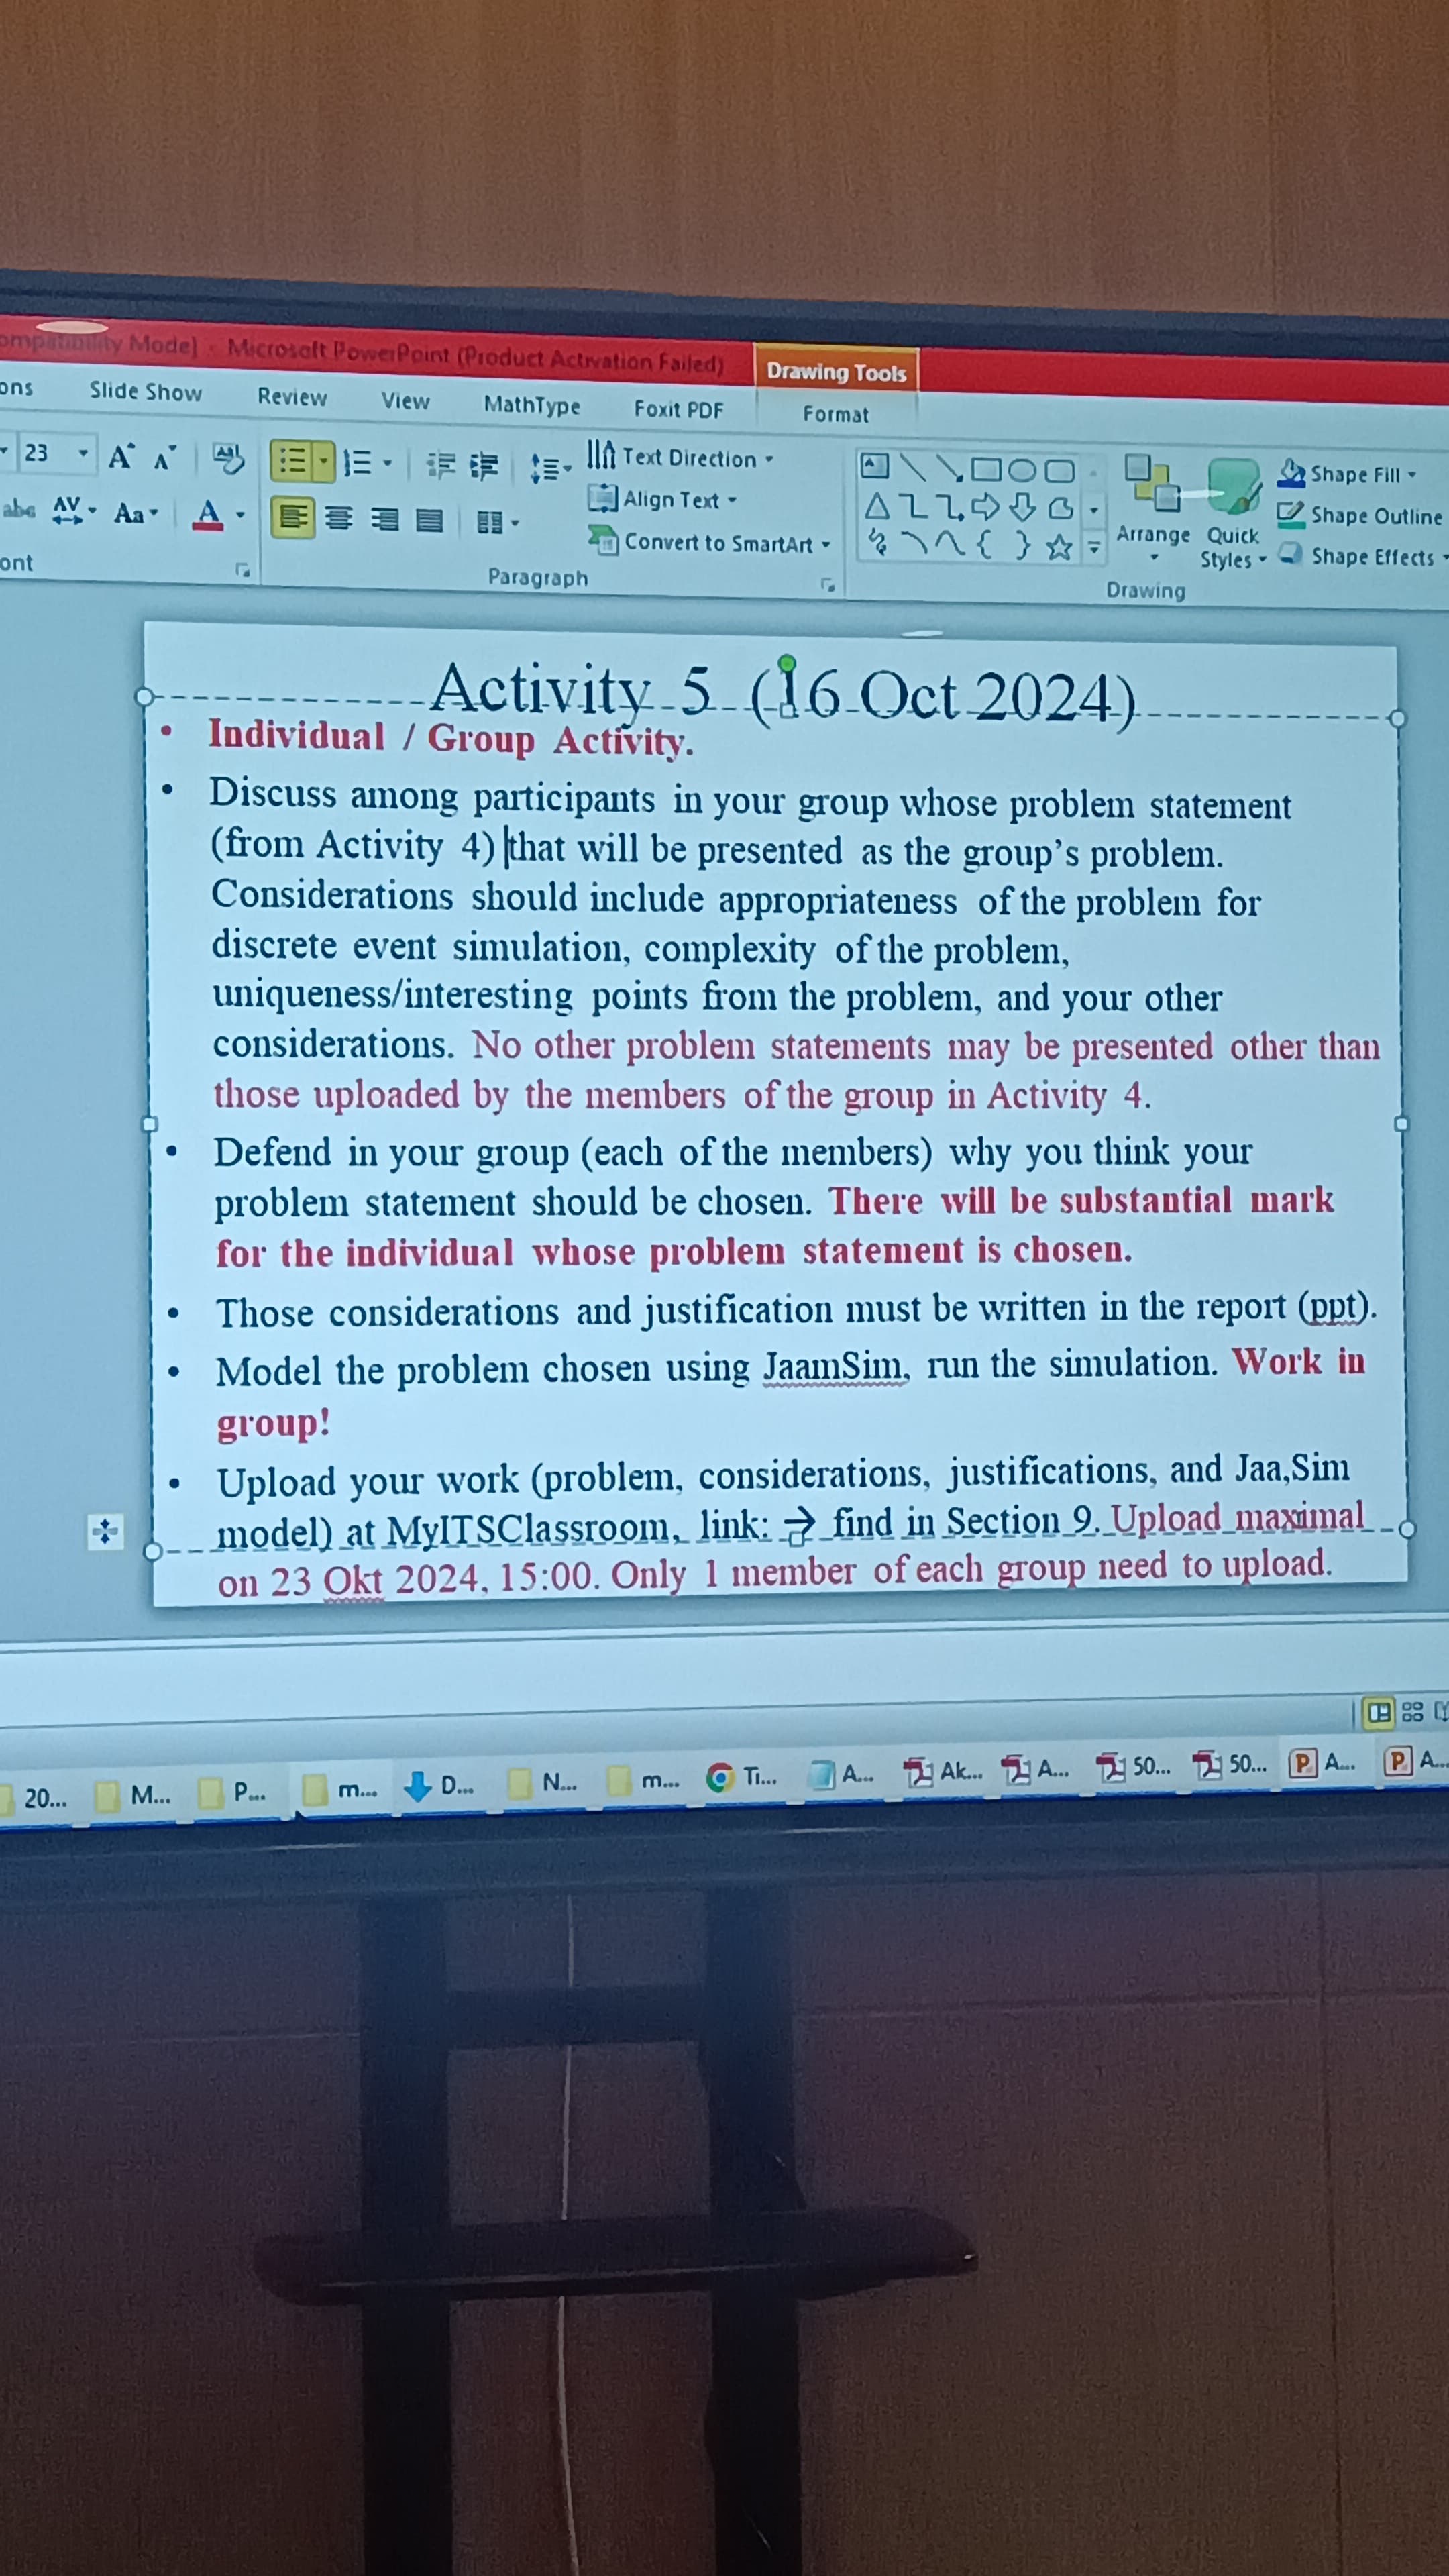 Mode] - Microsoft PowerPoint (Product Activation Failed)
Drawing Tools
Slide Show Review View MathType Foxit PDF Format
23 A A Text Direction Shape Fill
abc AV Aa A Align Text Arrange Quick Styles Shape Outline
Convert to SmartArt Shape Effects
ont Paragraph Drawing
Activity 5 (16 Oct 2024)
• Individual / Group Activity.
• Discuss among participants in your group whose problem statement
(from Activity 4) that will be presented as the group's problem.
Considerations should include appropriateness of the problem for
discrete event simulation, complexity of the problem,
uniqueness/interesting points from the problem, and your other
considerations. No other problem statements may be presented other than
those uploaded by the members of the group in Activity 4.
• Defend in your group (each of the members) why you think your
problem statement should be chosen. There will be substantial mark
for the individual whose problem statement is chosen.
• Those considerations and justification must be written in the report (ppt).
• Model the problem chosen using JaamSim, run the simulation. Work in
group!
• Upload your work (problem, considerations, justifications, and Jaa,Sim
model) at MyITSClassroom, link: → find in Section 9. Upload maximal
on 23 Okt 2024, 15:00. Only 1 member of each group need to upload.
20... M... P... m... D... N... m... Ti... A... Ak... A... 50... 50... A... A...